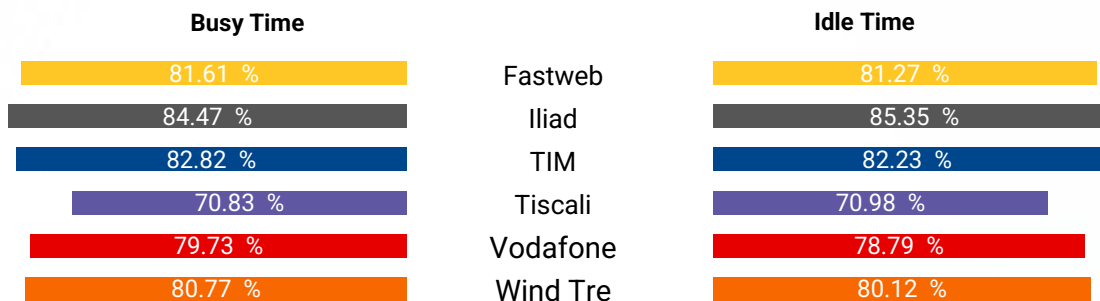 Busy Time Idle Time
81.61 % Fastweb 81.27 %
84.47 % Iliad 85.35 %
82.82 % TIM 82.23 %
70.83 % Tiscali 70.98 %
79.73 % Vodafone 78.79 %
80.77 % Wind Tre 80.12 %